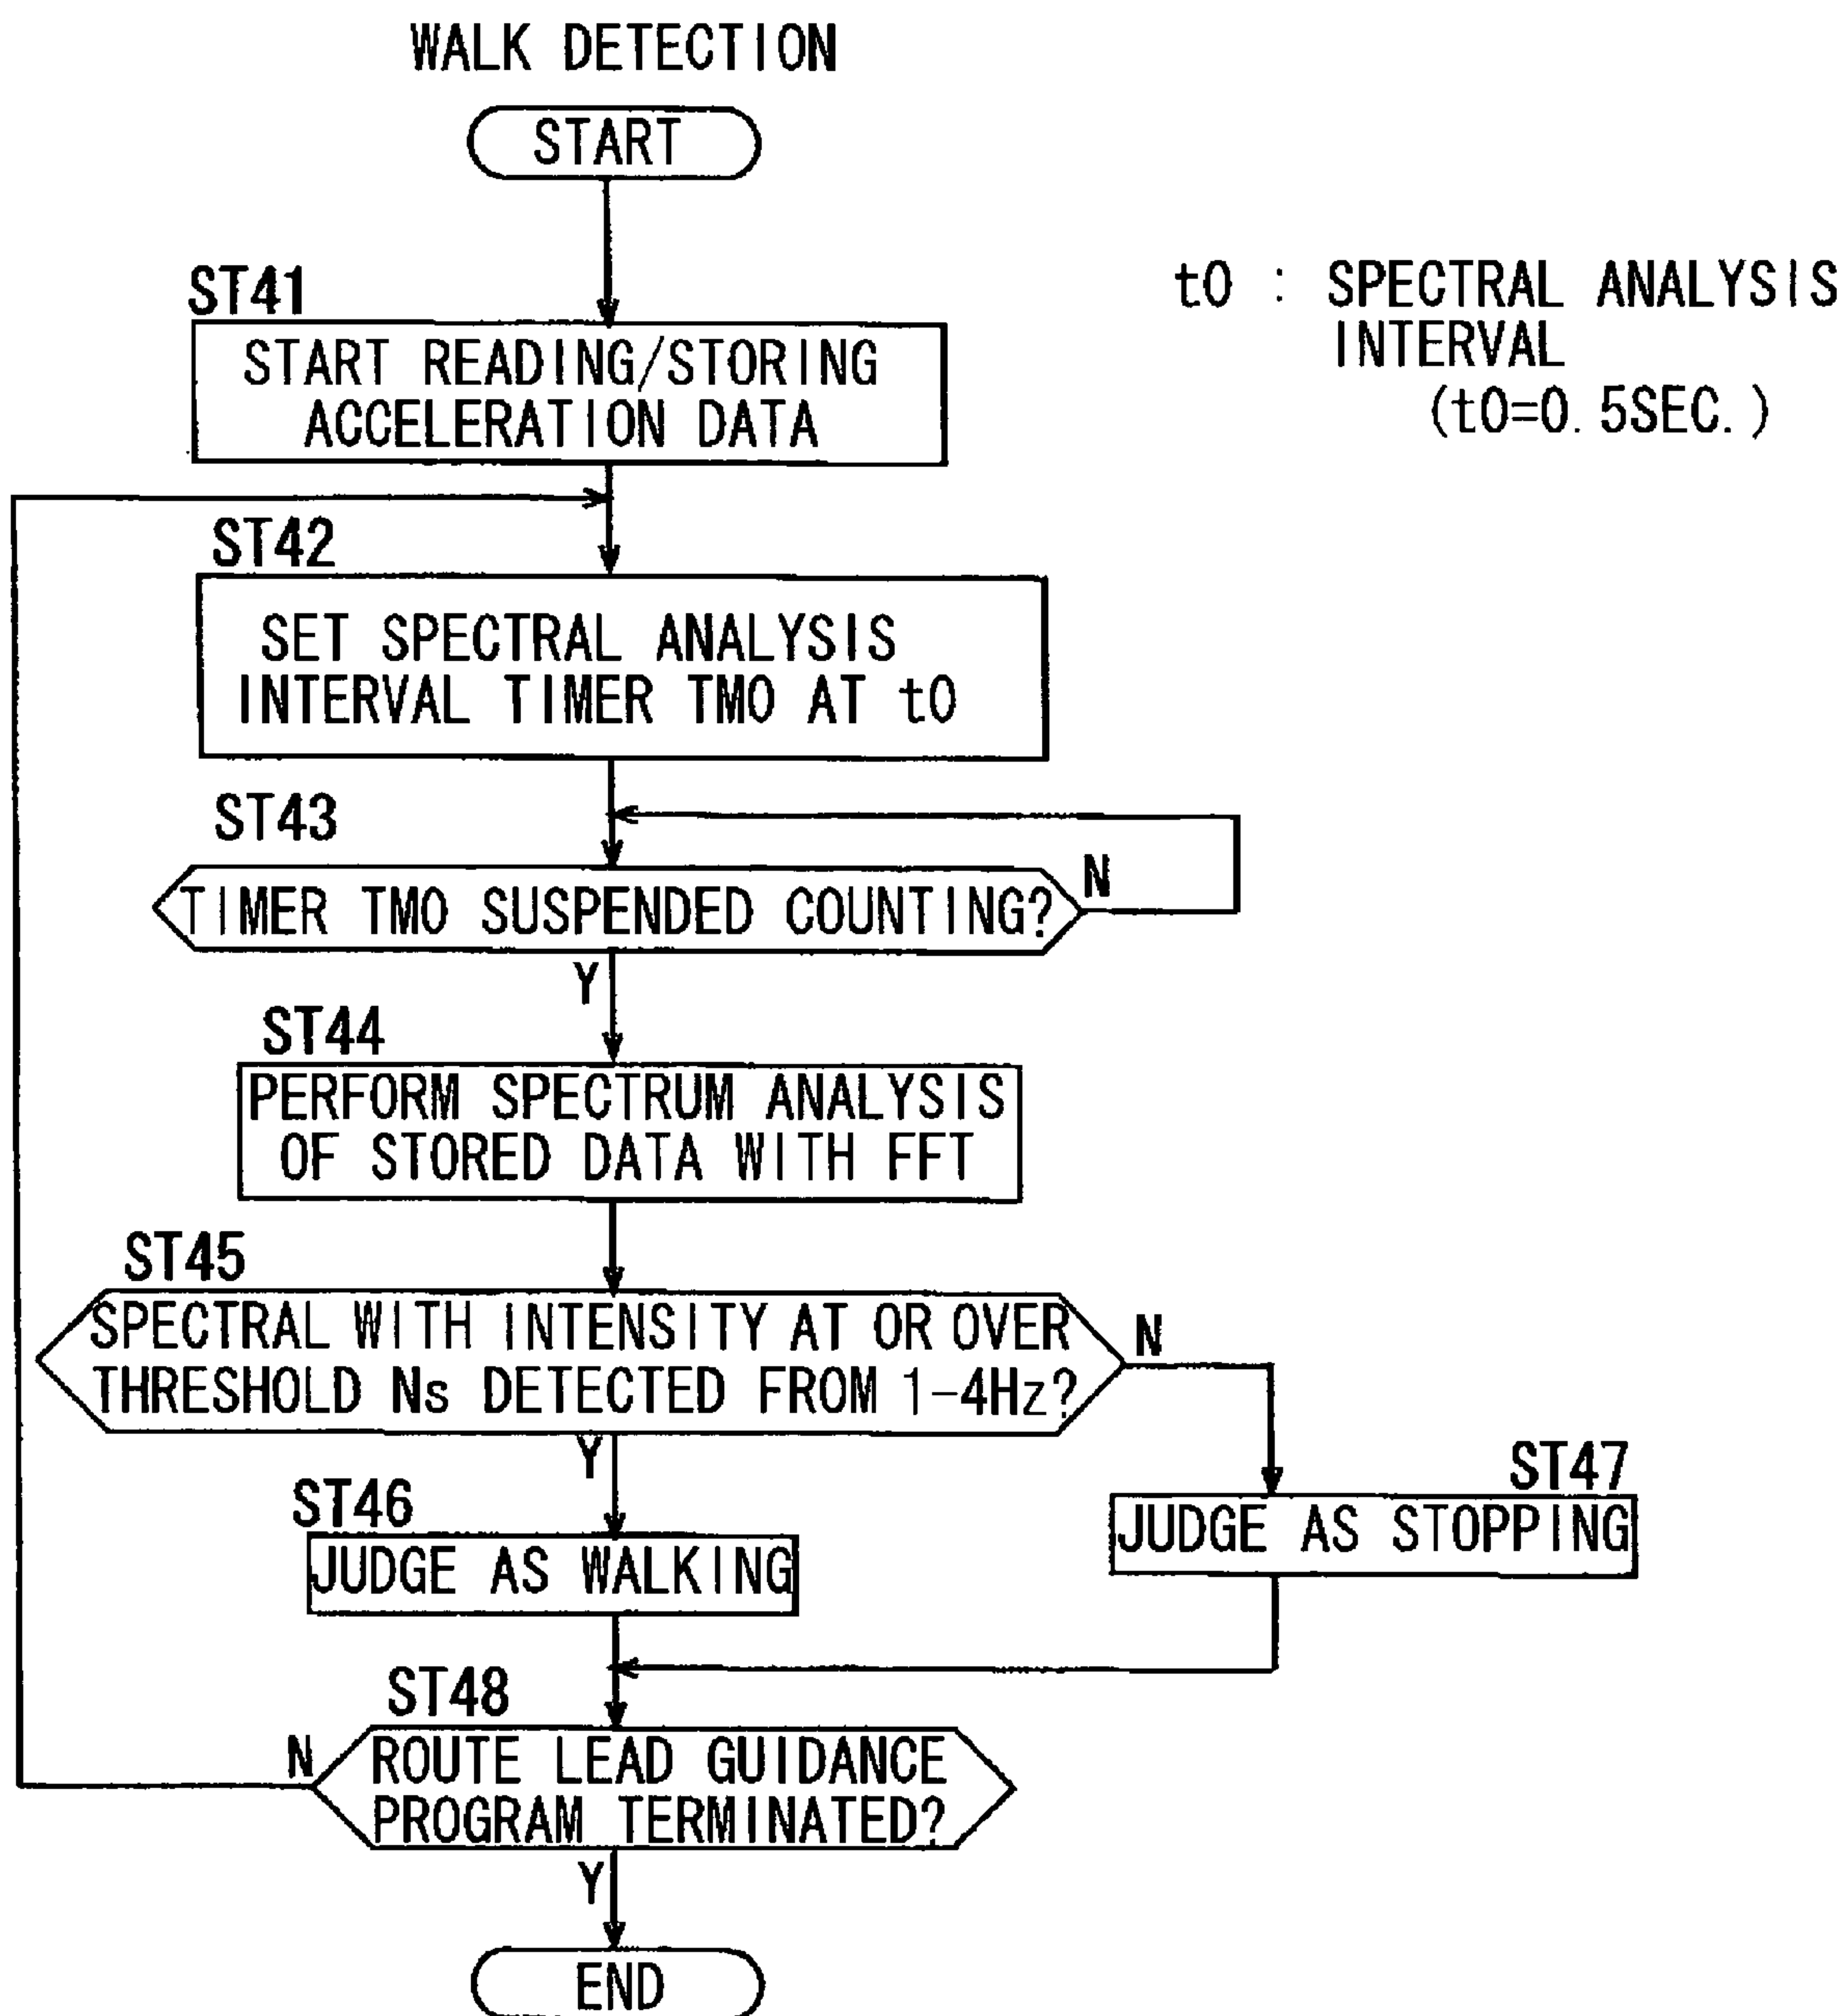 WALK DETECTION
START
ST41
START READING/STORING
ACCELERATION DATA
t0 : SPECTRAL ANALYSIS
INTERVAL
(t0=0.5SEC.)
ST42
SET SPECTRAL ANALYSIS
INTERVAL TIMER TM0 AT t0
ST43
TIMER TM0 SUSPENDED COUNTING?
N
Y
ST44
PERFORM SPECTRUM ANALYSIS
OF STORED DATA WITH FFT
ST45
SPECTRAL WITH INTENSITY AT OR OVER
THRESHOLD Ns DETECTED FROM 1-4Hz?
N
Y
ST46
JUDGE AS WALKING
ST47
JUDGE AS STOPPING
ST48
N
ROUTE LEAD GUIDANCE
PROGRAM TERMINATED?
Y
END